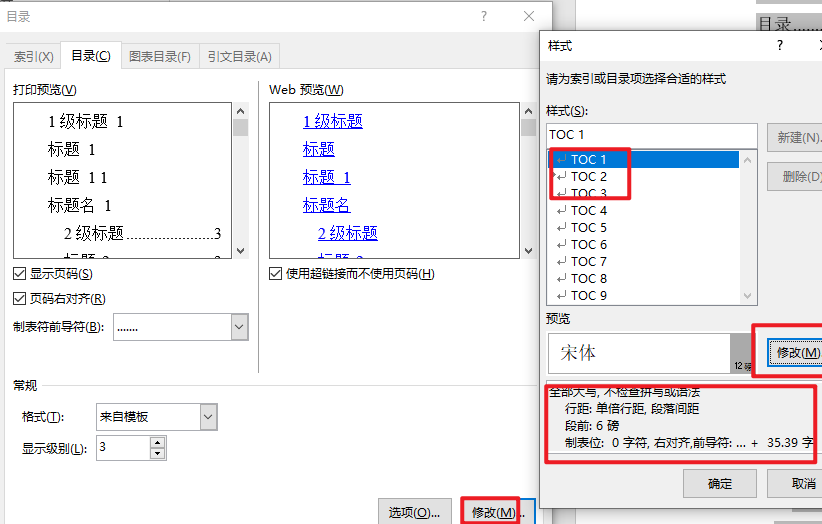 目录
?
索引(X)
目录(C)
图表目录(F)
引文目录(A)
打印预览(V)
1 级标题 1
标题 1
标题 1 1
标题名 1
2 级标题..........................3
Web 预览(W)
1 级标题
标题
标题 1
标题名
2 级标题
显示页码(S)
页码右对齐(R)
制表符前导符(B):
.......
使用超链接而不使用页码(H)
常规
格式(T):
来自模板
显示级别(L):
3
选项(O)...
修改(M)...
目录.......
样式
?
请为索引或目录项选择合适的样式
样式(S):
TOC 1
TOC 1
TOC 2
TOC 3
TOC 4
TOC 5
TOC 6
TOC 7
TOC 8
TOC 9
新建(N)..
删除(D)
预览
宋体
12 磅
修改(M)
全部大写, 不检查拼写或语法
行距: 单倍行距, 段落间距
段前: 6 磅
制表位: 0 字符, 右对齐,前导符: ... + 35.39 字
确定
取消